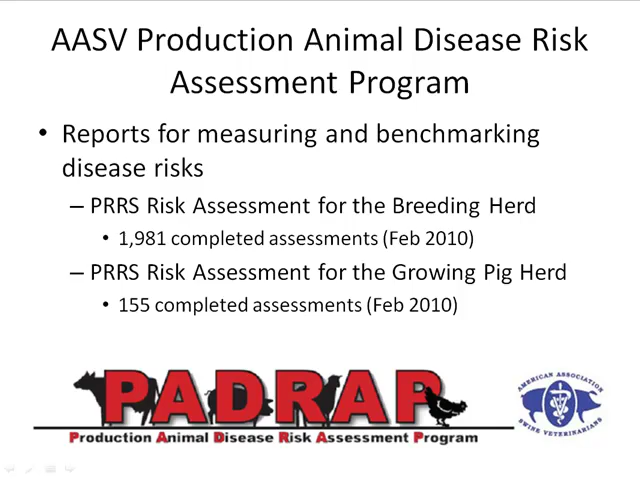 AASV Production Animal Disease Risk
Assessment Program
• Reports for measuring and benchmarking
disease risks
– PRRS Risk Assessment for the Breeding Herd
• 1,981 completed assessments (Feb 2010)
– PRRS Risk Assessment for the Growing Pig Herd
• 155 completed assessments (Feb 2010)
PADRAP
Production Animal Disease Risk Assessment Program
AMERICAN ASSOCIATION
SWINE VETERINARIANS